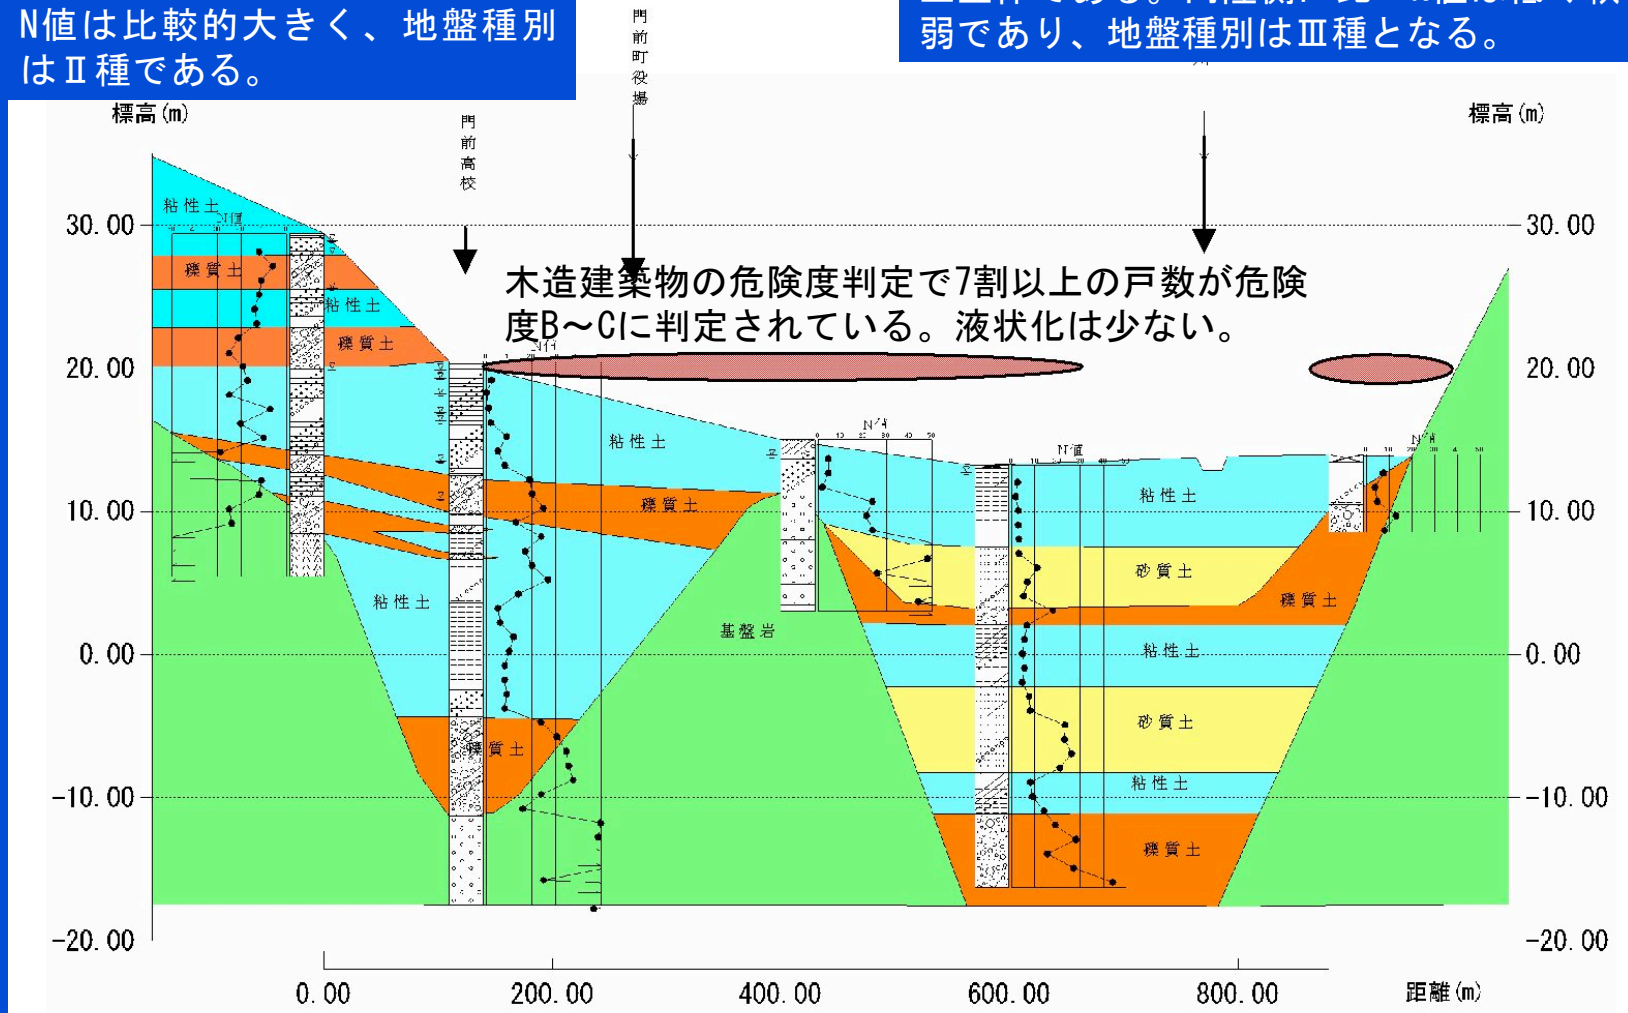 N値は比較的大きく、地盤種別
はⅡ種である。
弱であり、地盤種別はⅢ種となる。
門前町役場
門前高校
標高(m)
標高(m)
粘性土
N値
30.00
30.00
礫質土
粘性土
礫質土
木造建築物の危険度判定で7割以上の戸数が危険
度B～Cに判定されている。液状化は少ない。
20.00
20.00
粘性土
N値
N値
粘性土
礫質土
10.00
10.00
砂質土
粘性土
礫質土
基盤岩
粘性土
0.00
0.00
砂質土
礫質土
粘性土
-10.00
-10.00
礫質土
-20.00
-20.00
0.00
200.00
400.00
600.00
800.00
距離(m)